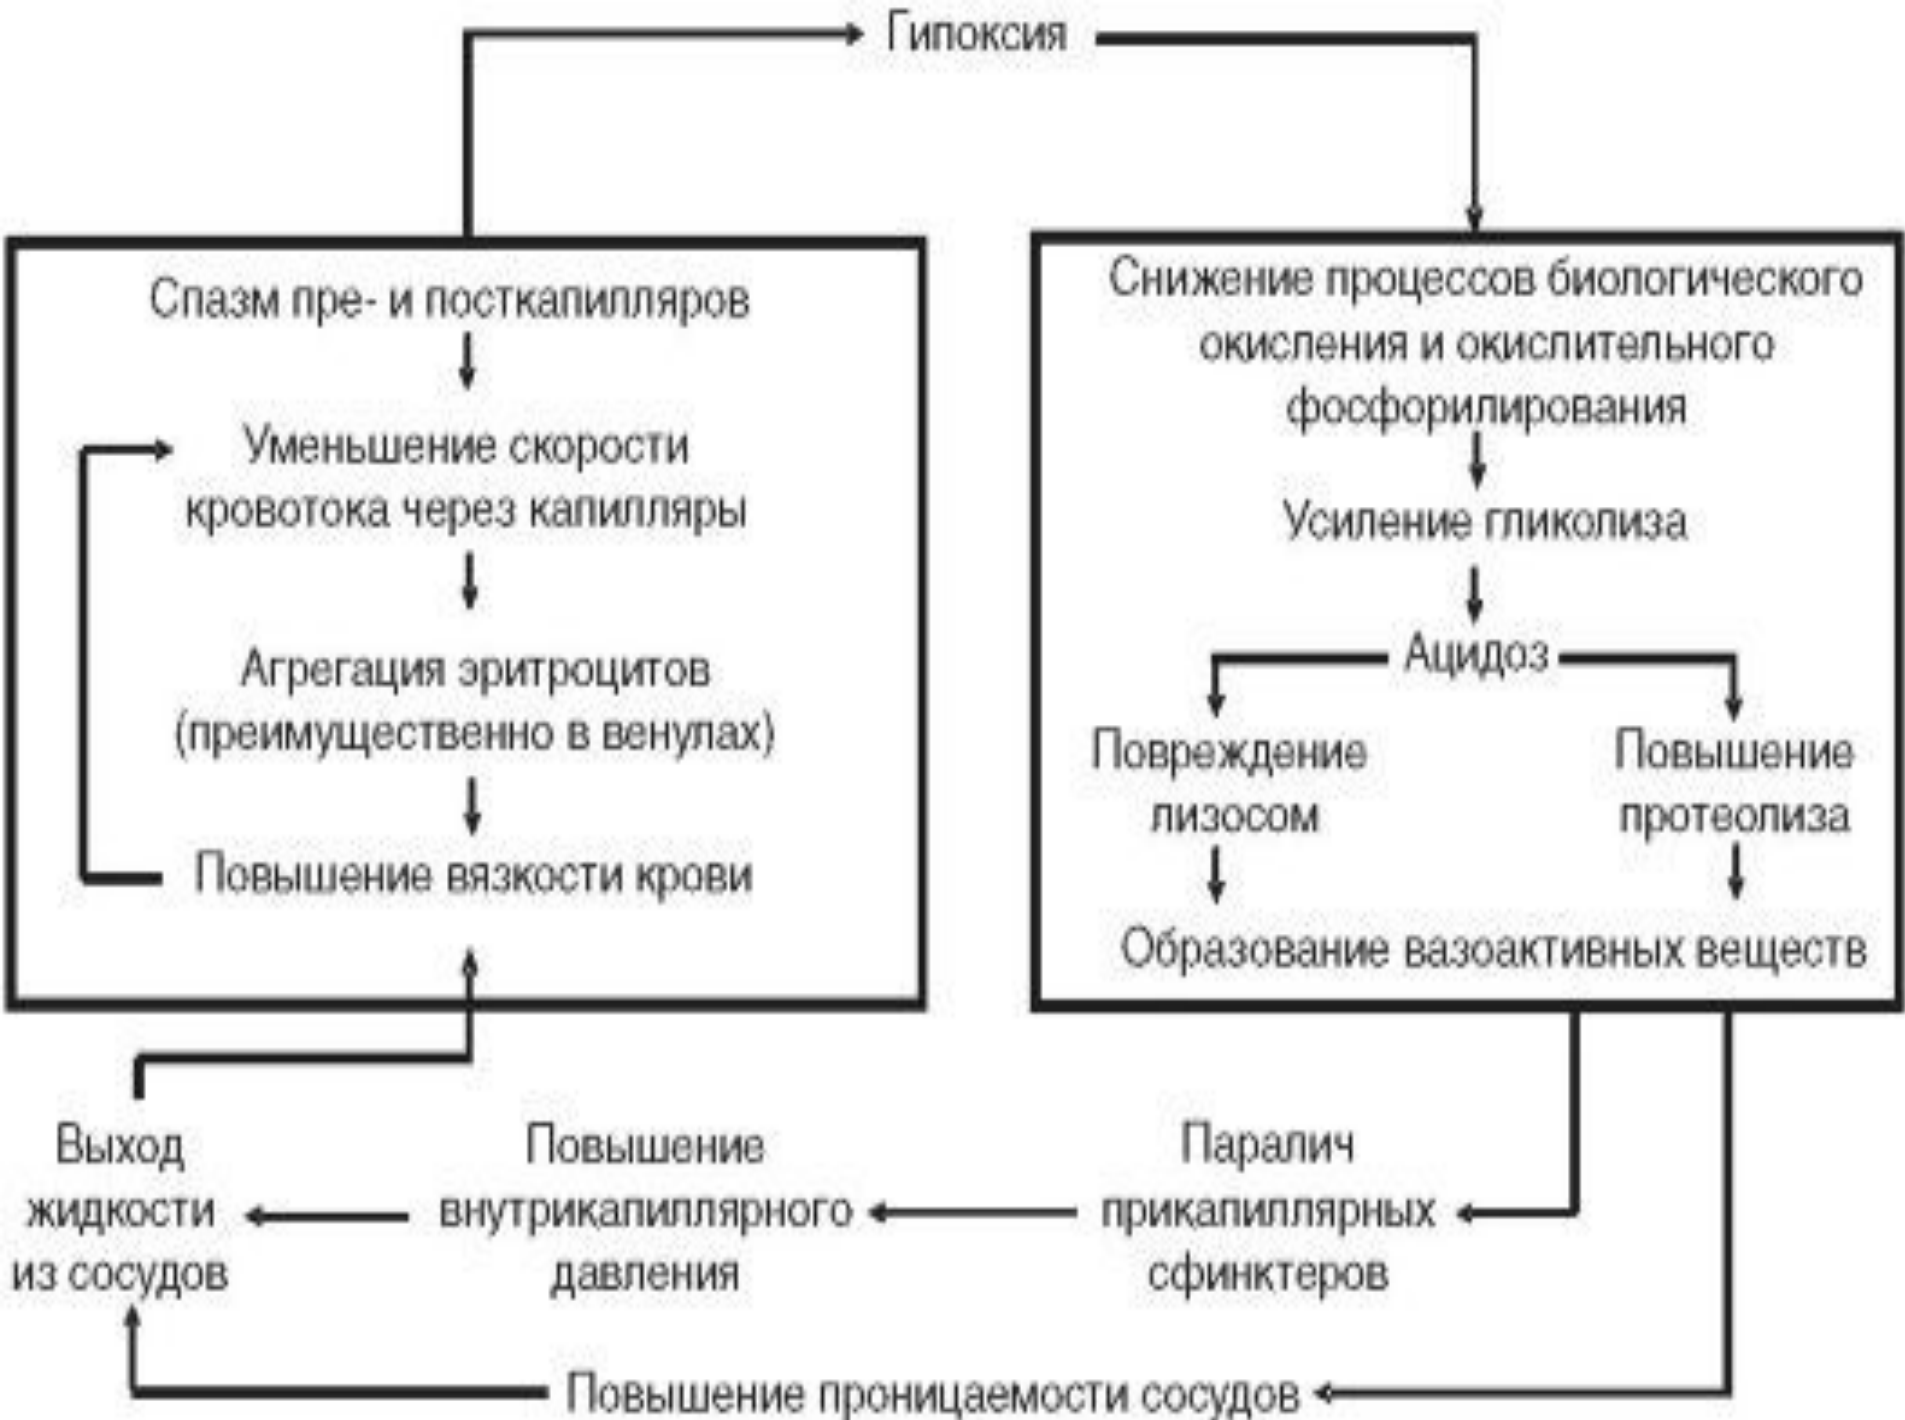 Гипоксия
Спазм пре- и посткапилляров
Уменьшение скорости
кровотока через капилляры
Агрегация эритроцитов
(преимущественно в венулах)
Повышение вязкости крови
Снижение процессов биологического
окисления и окислительного
фосфорилирования
Усиление гликолиза
Ацидоз
Повреждение
лизосом
Повышение
протеолиза
Образование вазоактивных веществ
Выход
жидкости
из сосудов
Повышение
внутрикапиллярного
давления
Паралич
прикапиллярных
сфинктеров
Повышение проницаемости сосудов